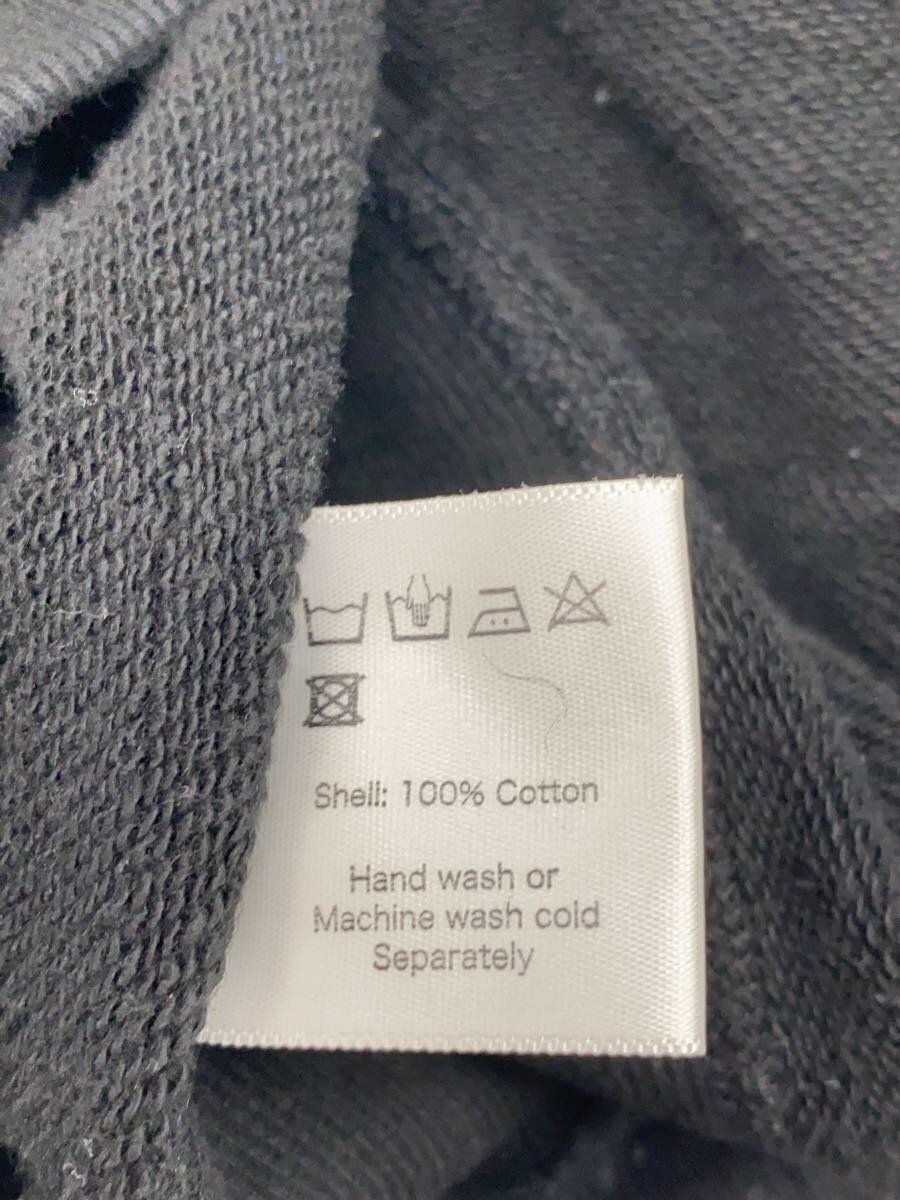 Shell: 100% Cotton
Hand wash or
Machine wash cold
Separately